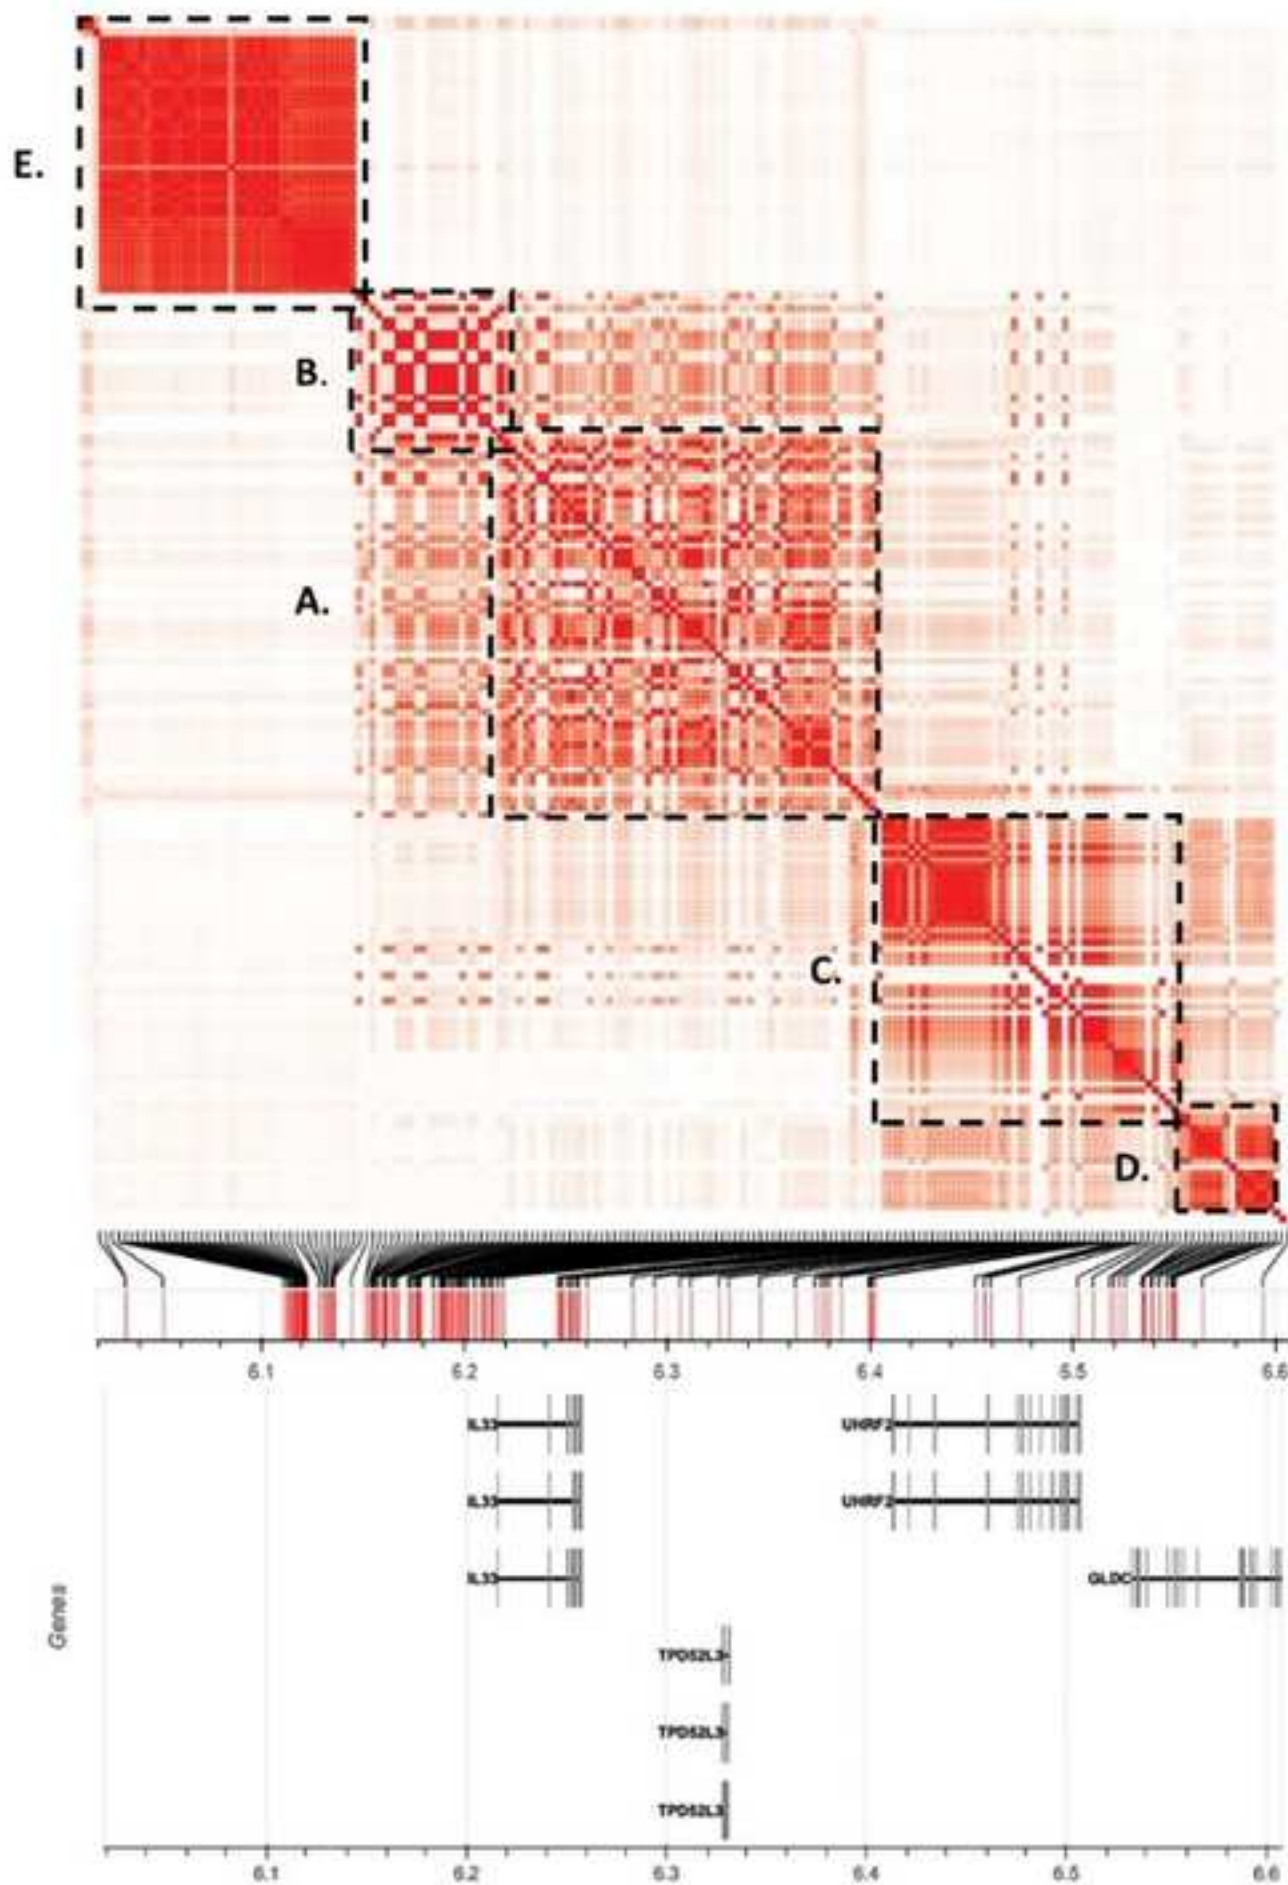 E.
B.
A.
C.
D.
6.1 6.2 6.3 6.4 6.5 6.6
IL33 UHRF2
IL33 UHRF2
IL33 GLDC
Genes
TPD52L3
TPD52L3
TPD52L3
6.1 6.2 6.3 6.4 6.5 6.6